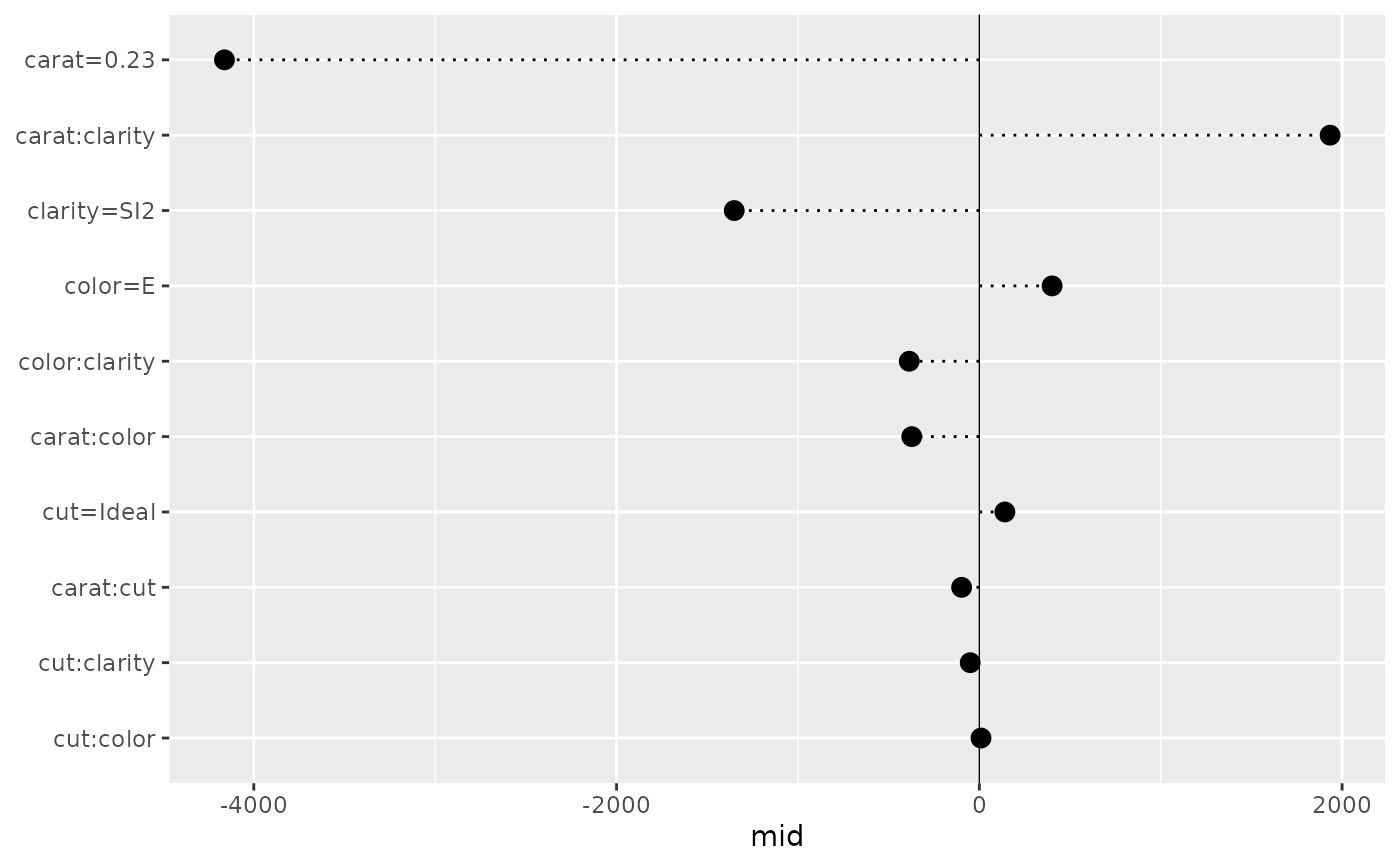 carat=0.23
carat:clarity
clarity=SI2
color=E
color:clarity
carat:color
cut=Ideal
carat:cut
cut:clarity
cut:color
-4000 -2000 0 2000
mid